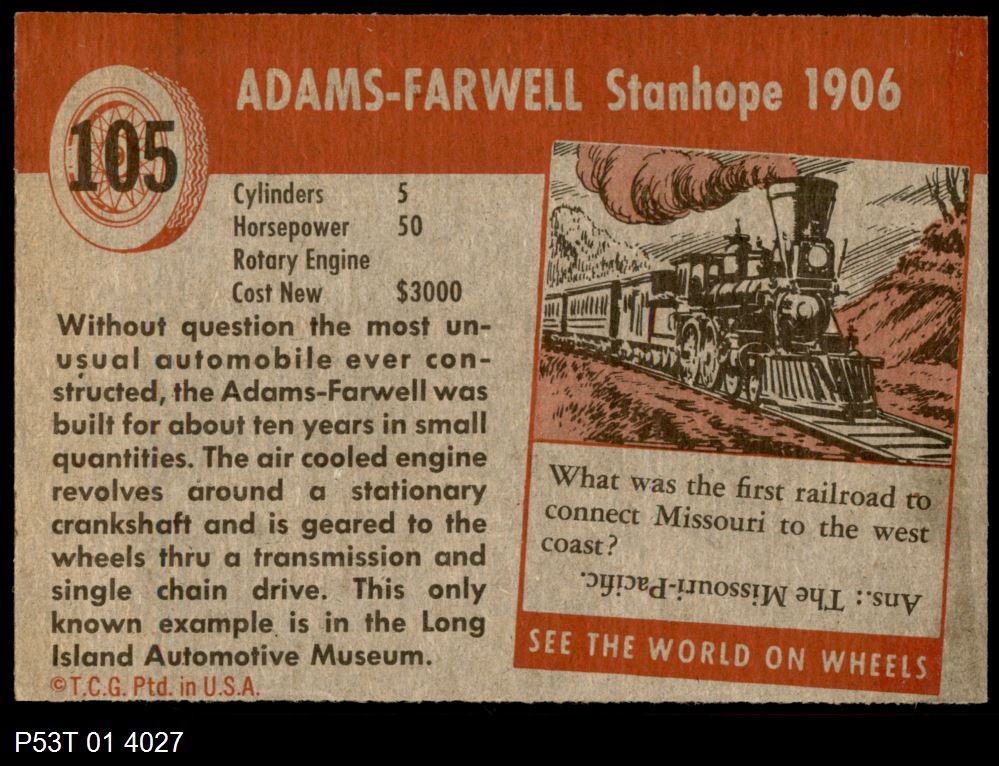 ADAMS-FARWELL Stanhope 1906
105
Cylinders 5
Horsepower 50
Rotary Engine
Cost New $3000
Without question the most un-
usual automobile ever con-
structed, the Adams-Farwell was
built for about ten years in small
quantities. The air cooled engine
revolves around a stationary
crankshaft and is geared to the
wheels thru a transmission and
single chain drive. This only
known example is in the Long
Island Automotive Museum.
©T.C.G. Ptd. in U.S.A.
What was the first railroad to
connect Missouri to the west
coast?
Ans.: The Missouri-Pacific.
SEE THE WORLD ON WHEELS
P53T 01 4027